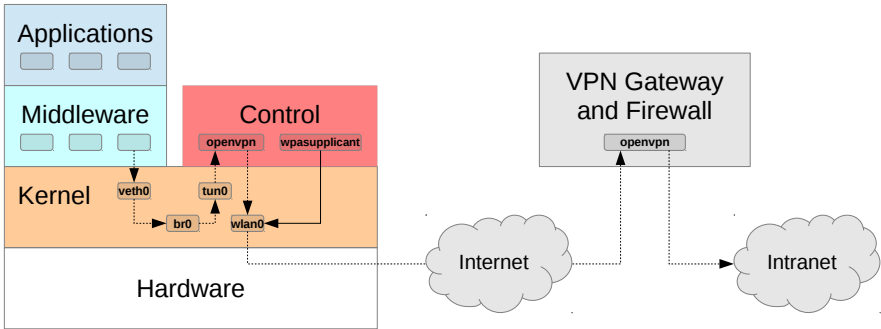 Applications
Middleware
Control
openvpn
wpasupplicant
Kernel
veth0
tun0
br0
wlan0
Hardware
Internet
VPN Gateway
and Firewall
openvpn
Intranet